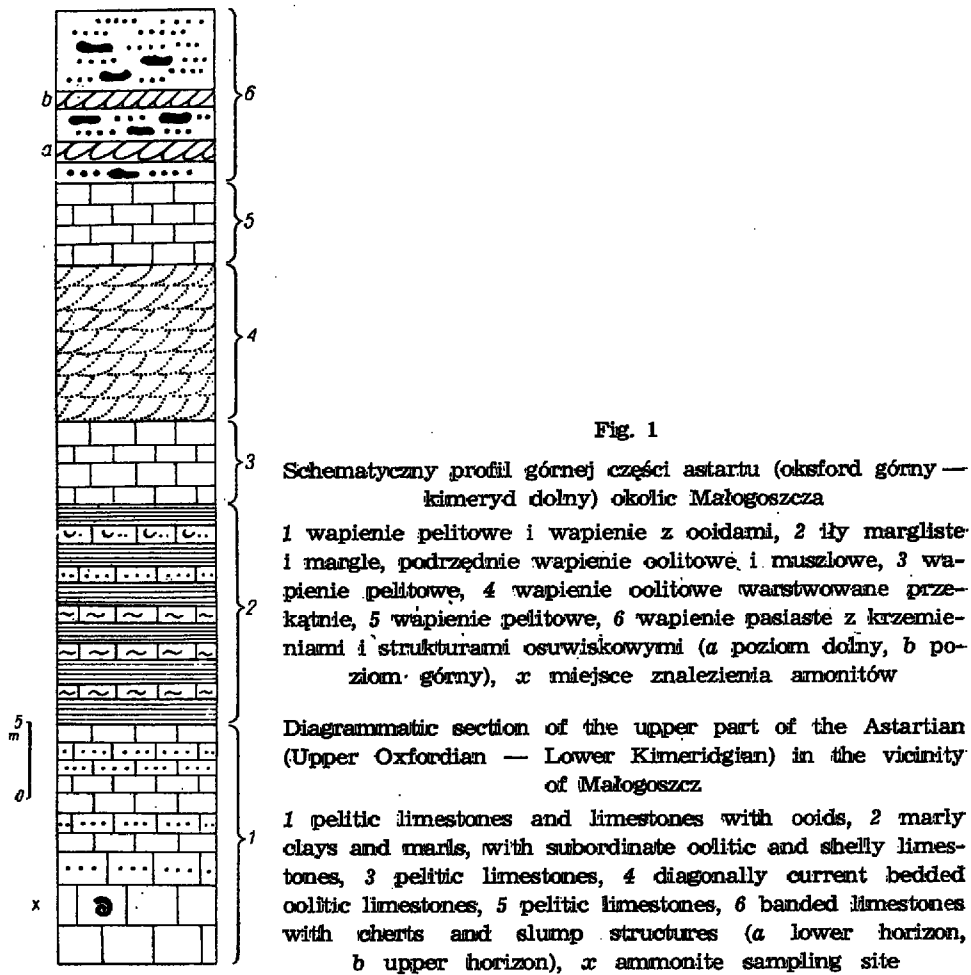 b
a
6
5
4
3
2
5
m
0
1
x
Fig. 1
Schematyczny profil górnej części astartu (oksford górny —
kimeryd dolny) okolic Małogoszcza
1 wapienie pelitowe i wapienie z ooidami, 2 iły margliste
i margle, podrzędnie wapienie oolitowe i muszlowe, 3 wa-
pienie pelitowe, 4 wapienie oolitowe warstwowane prze-
kątnie, 5 wapienie pelitowe, 6 wapienie pasiaste z krzemie-
niami i strukturami osuwiskowymi (a poziom dolny, b po-
ziom górny), x miejsce znalezienia amonitów
Diagrammatic section of the upper part of the Astartian
(Upper Oxfordian — Lower Kimeridgian) in the vicinity
of Małogoszcz
1 pelitic limestones and limestones with ooids, 2 marly
clays and marls, with subordinate oolitic and shelly limes-
tones, 3 pelitic limestones, 4 diagonally current bedded
oolitic limestones, 5 pelitic limestones, 6 banded limestones
with cherts and slump structures (a lower horizon,
b upper horizon), x ammonite sampling site